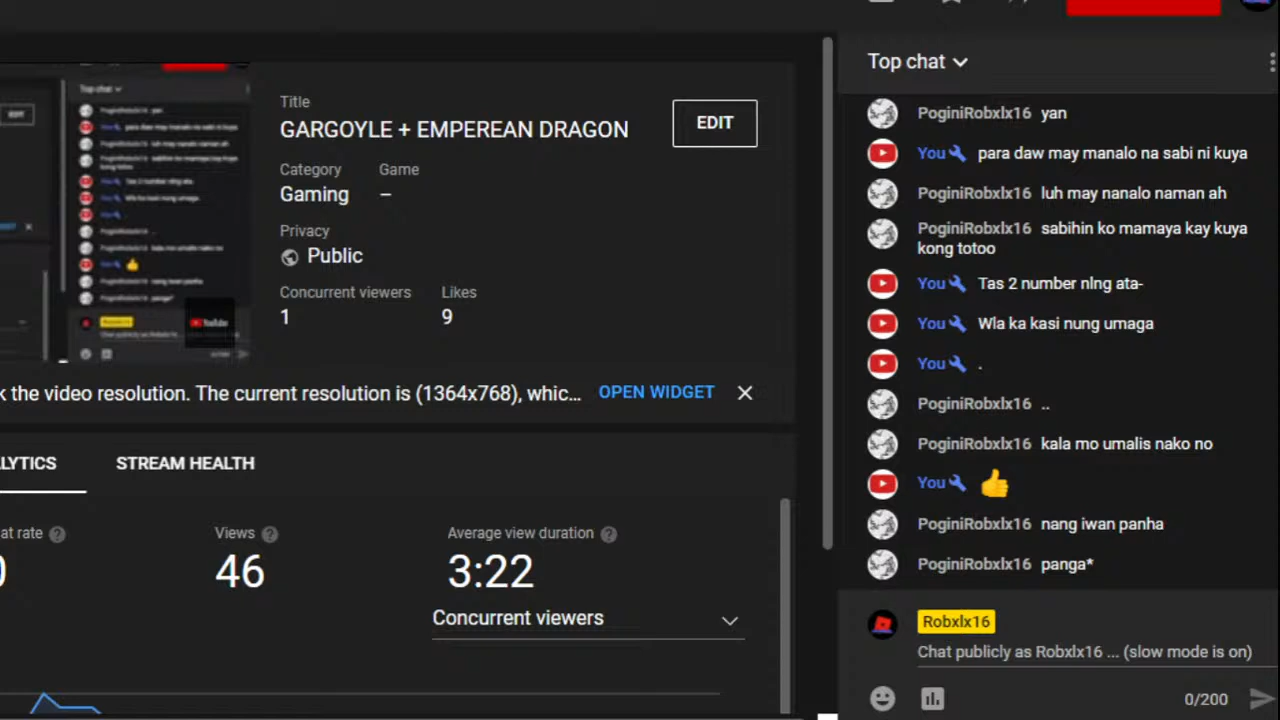 Title
GARGOYLE + EMPEREAN DRAGON
EDIT
Category Game
Gaming –
Privacy
Public
Concurrent viewers Likes
1 9
the video resolution. The current resolution is (1364x768), whic... OPEN WIDGET
STREAM HEALTH
Views Average view duration
46 3:22
Concurrent viewers
Top chat
PoginiRobxlx16 yan
You para daw may manalo na sabi ni kuya
PoginiRobxlx16 luh may nanalo naman ah
PoginiRobxlx16 sabihin ko mamaya kay kuya
kong totoo
You Tas 2 number nlng ata-
You Wla ka kasi nung umaga
You .
PoginiRobxlx16 ..
PoginiRobxlx16 kala mo umalis nako no
You 👍
PoginiRobxlx16 nang iwan panha
PoginiRobxlx16 panga*
Robxlx16
Chat publicly as Robxlx16 ... (slow mode is on)
0/200